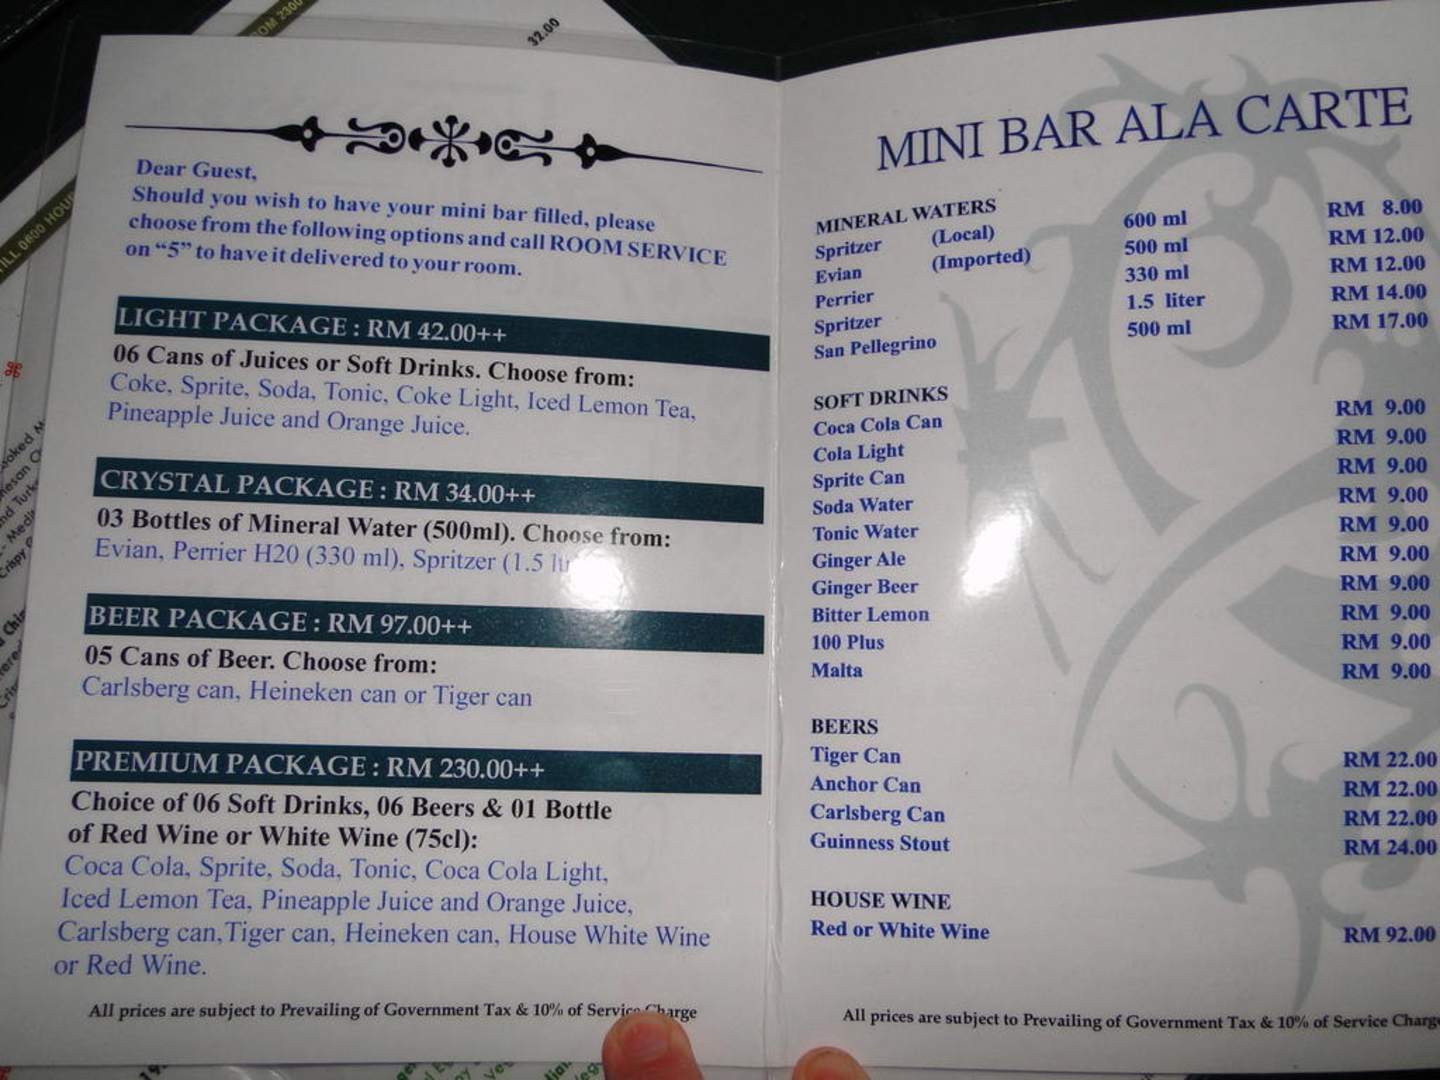 OM 2300
32.00
TILL 0600 HOU
Dear Guest,
Should you wish to have your mini bar filled, please
choose from the following options and call ROOM SERVICE
on “5” to have it delivered to your room.
LIGHT PACKAGE : RM 42.00++
06 Cans of Juices or Soft Drinks. Choose from:
Coke, Sprite, Soda, Tonic, Coke Light, Iced Lemon Tea,
Pineapple Juice and Orange Juice.
CRYSTAL PACKAGE : RM 34.00++
03 Bottles of Mineral Water (500ml). Choose from:
Evian, Perrier H20 (330 ml), Spritzer (1.5
BEER PACKAGE : RM 97.00++
05 Cans of Beer. Choose from:
Carlsberg can, Heineken can or Tiger can
PREMIUM PACKAGE : RM 230.00++
Choice of 06 Soft Drinks, 06 Beers & 01 Bottle
of Red Wine or White Wine (75cl):
Coca Cola, Sprite, Soda, Tonic, Coca Cola Light,
Iced Lemon Tea, Pineapple Juice and Orange Juice,
Carlsberg can,Tiger can, Heineken can, House White Wine
or Red Wine.
All prices are subject to Prevailing of Government Tax & 10% of Service Charge
MINI BAR ALA CARTE
MINERAL WATERS
Spritzer (Local) 600 ml RM 8.00
Evian (Imported) 500 ml RM 12.00
Perrier 330 ml RM 12.00
Spritzer 1.5 liter RM 14.00
San Pellegrino 500 ml RM 17.00
SOFT DRINKS
Coca Cola Can RM 9.00
Cola Light RM 9.00
Sprite Can RM 9.00
Soda Water RM 9.00
Tonic Water RM 9.00
Ginger Ale RM 9.00
Ginger Beer RM 9.00
Bitter Lemon RM 9.00
100 Plus RM 9.00
Malta RM 9.00
BEERS
Tiger Can RM 22.00
Anchor Can RM 22.00
Carlsberg Can RM 22.00
Guinness Stout RM 24.00
HOUSE WINE
Red or White Wine RM 92.00
All prices are subject to Prevailing of Government Tax & 10% of Service Charge